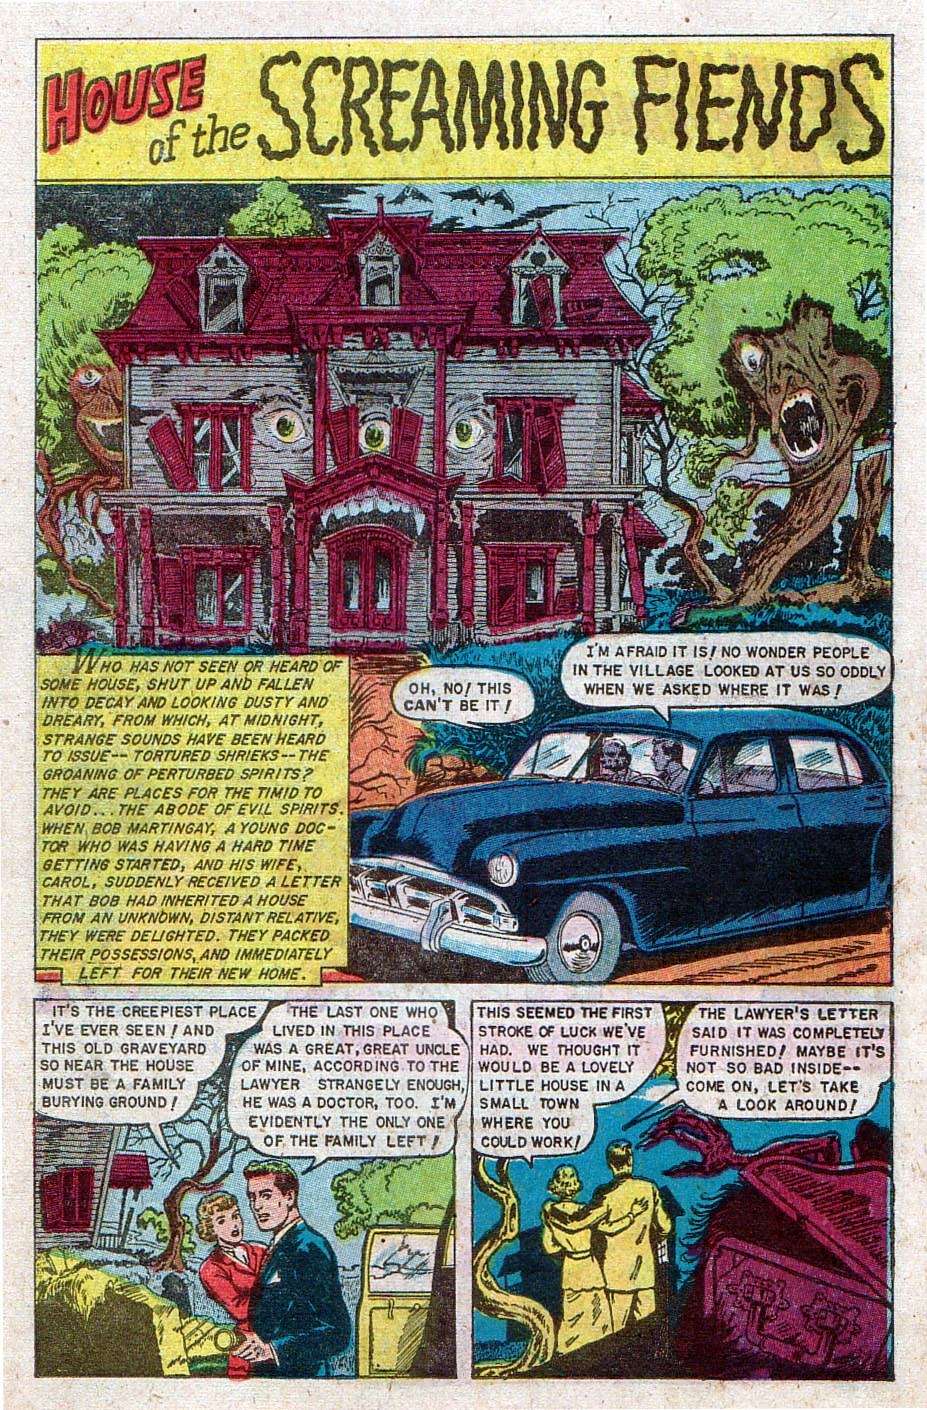 HOUSE
of the SCREAMING FIENDS
WHO HAS NOT SEEN OR HEARD OF
SOME HOUSE, SHUT UP AND FALLEN
INTO DECAY AND LOOKING DUSTY AND
DREARY, FROM WHICH, AT MIDNIGHT,
STRANGE SOUNDS HAVE BEEN HEARD
TO ISSUE-- TORTURED SHRIEKS--THE
GROANING OF PERTURBED SPIRITS?
THEY ARE PLACES FOR THE TIMID TO
AVOID... THE ABODE OF EVIL SPIRITS.
WHEN BOB MARTINGAY, A YOUNG DOC-
TOR WHO WAS HAVING A HARD TIME
GETTING STARTED, AND HIS WIFE,
CAROL, SUDDENLY RECEIVED A LETTER
THAT BOB HAD INHERITED A HOUSE
FROM AN UNKNOWN, DISTANT RELATIVE,
THEY WERE DELIGHTED. THEY PACKED
THEIR POSSESSIONS, AND IMMEDIATELY
LEFT FOR THEIR NEW HOME.
OH, NO! THIS
CAN'T BE IT!
I'M AFRAID IT IS! NO WONDER PEOPLE
IN THE VILLAGE LOOKED AT US SO ODDLY
WHEN WE ASKED WHERE IT WAS!
IT'S THE CREEPIEST PLACE
I'VE EVER SEEN! AND
THIS OLD GRAVEYARD
SO NEAR THE HOUSE
MUST BE A FAMILY
BURYING GROUND!
THE LAST ONE WHO
LIVED IN THIS PLACE
WAS A GREAT, GREAT UNCLE
OF MINE, ACCORDING TO THE
LAWYER STRANGELY ENOUGH,
HE WAS A DOCTOR, TOO. I'M
EVIDENTLY THE ONLY ONE
OF THE FAMILY LEFT!
THIS SEEMED THE FIRST
STROKE OF LUCK WE'VE
HAD. WE THOUGHT IT
WOULD BE A LOVELY
LITTLE HOUSE IN A
SMALL TOWN
WHERE YOU
COULD WORK!
THE LAWYER'S LETTER
SAID IT WAS COMPLETELY
FURNISHED! MAYBE IT'S
NOT SO BAD INSIDE--
COME ON, LET'S TAKE
A LOOK AROUND!